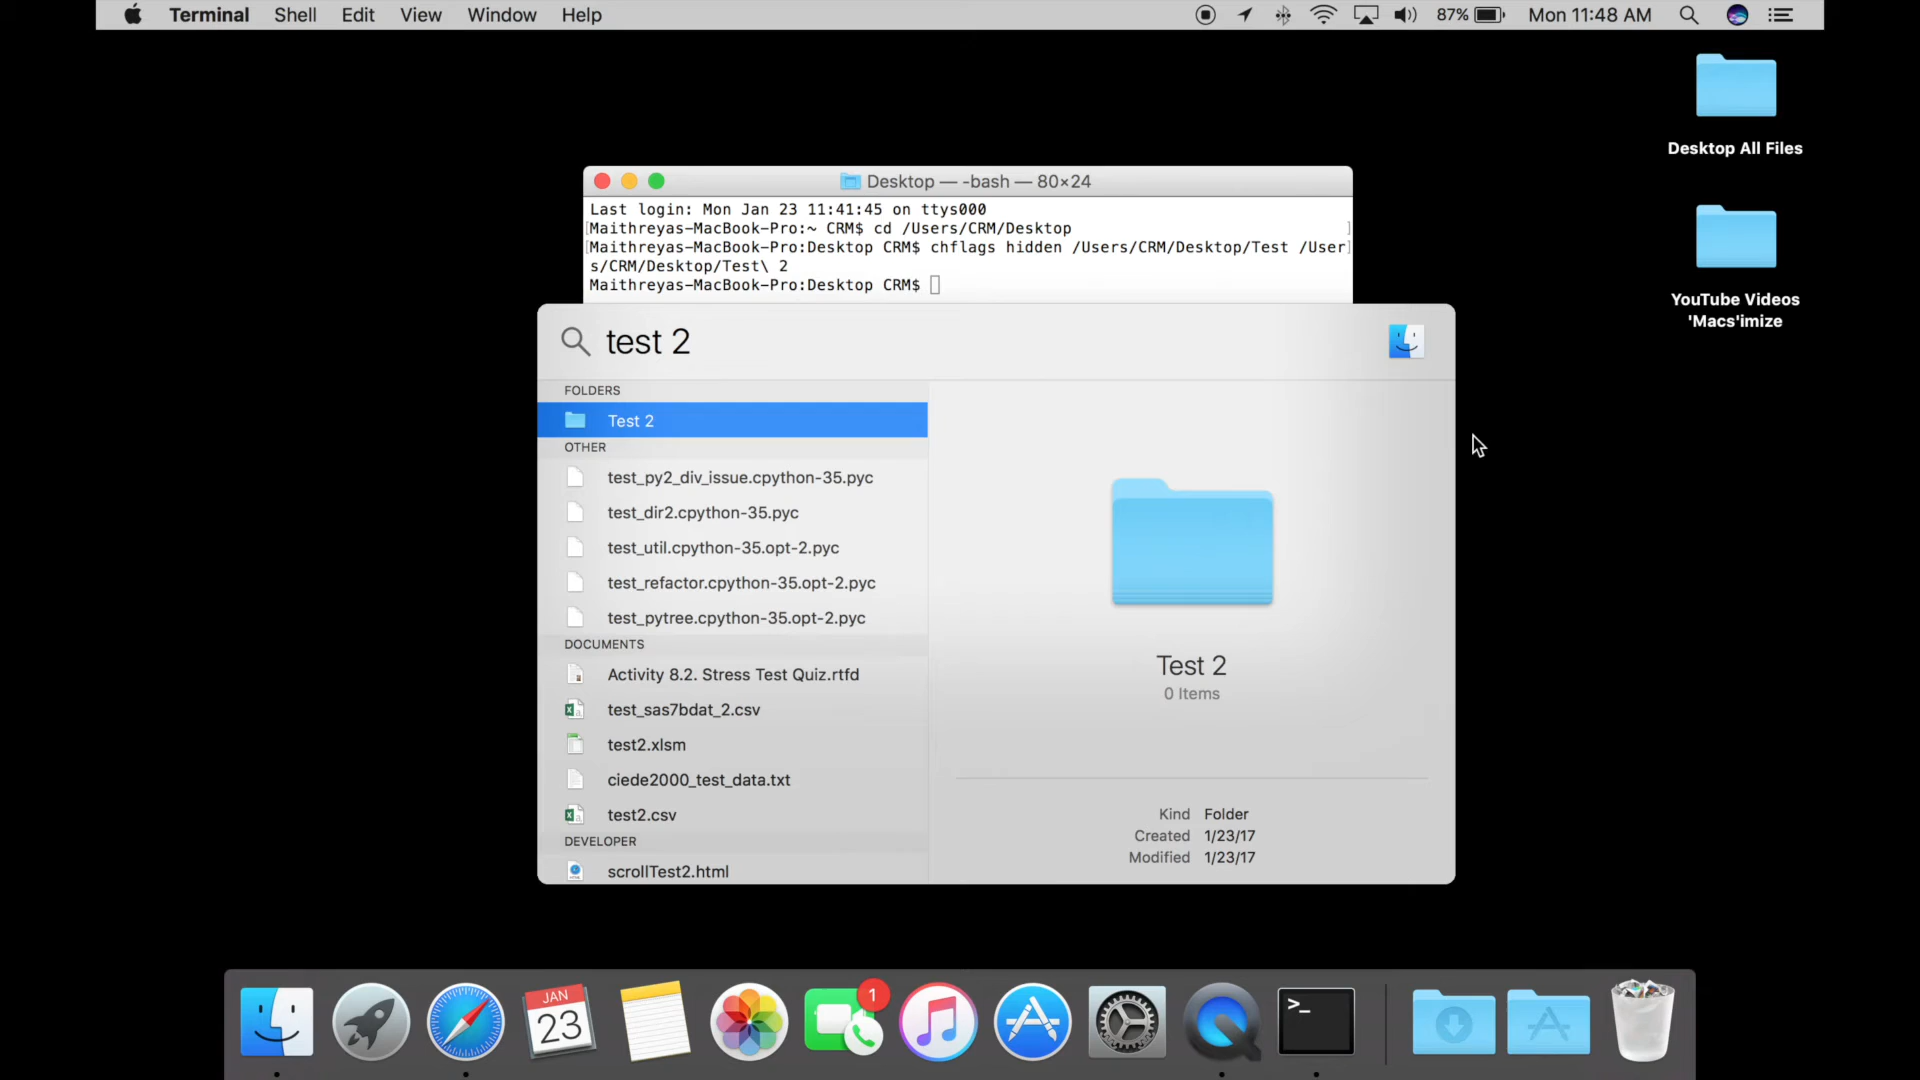 Terminal Shell Edit View Window Help 87% Mon 11:48 AM
Desktop All Files
YouTube Videos
'Macs'imize
Desktop — -bash — 80×24
Last login: Mon Jan 23 11:41:45 on ttys000
[Maithreyas-MacBook-Pro:~ CRM$ cd /Users/CRM/Desktop ]
[Maithreyas-MacBook-Pro:Desktop CRM$ chflags hidden /Users/CRM/Desktop/Test /User]
s/CRM/Desktop/Test\ 2
Maithreyas-MacBook-Pro:Desktop CRM$
test 2
FOLDERS
Test 2
OTHER
test_py2_div_issue.cpython-35.pyc
test_dir2.cpython-35.pyc
test_util.cpython-35.opt-2.pyc
test_refactor.cpython-35.opt-2.pyc
test_pytree.cpython-35.opt-2.pyc
DOCUMENTS
Activity 8.2. Stress Test Quiz.rtfd
test_sas7bdat_2.csv
test2.xlsm
ciede2000_test_data.txt
test2.csv
DEVELOPER
scrollTest2.html
Test 2
0 Items
Kind Folder
Created 1/23/17
Modified 1/23/17
JAN
23
1
>_